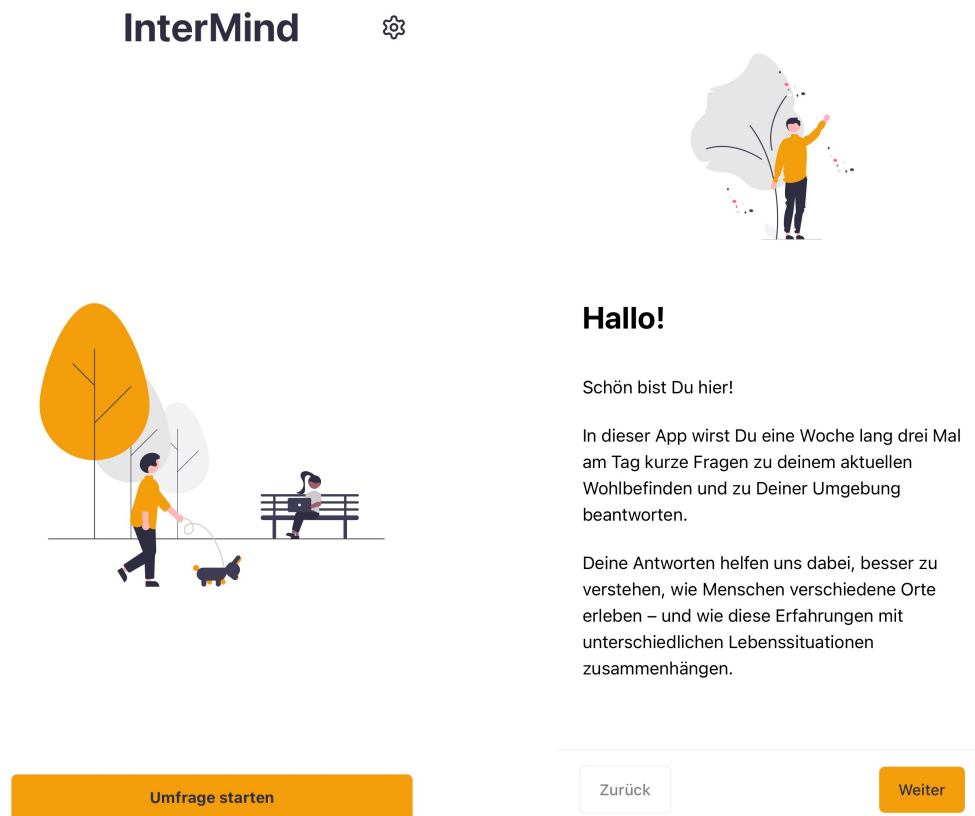 InterMind
Umfrage starten
Hallo!
Schön bist Du hier!
In dieser App wirst Du eine Woche lang drei Mal
am Tag kurze Fragen zu deinem aktuellen
Wohlbefinden und zu Deiner Umgebung
beantworten.
Deine Antworten helfen uns dabei, besser zu
verstehen, wie Menschen verschiedene Orte
erleben – und wie diese Erfahrungen mit
unterschiedlichen Lebenssituationen
zusammenhängen.
Zurück
Weiter